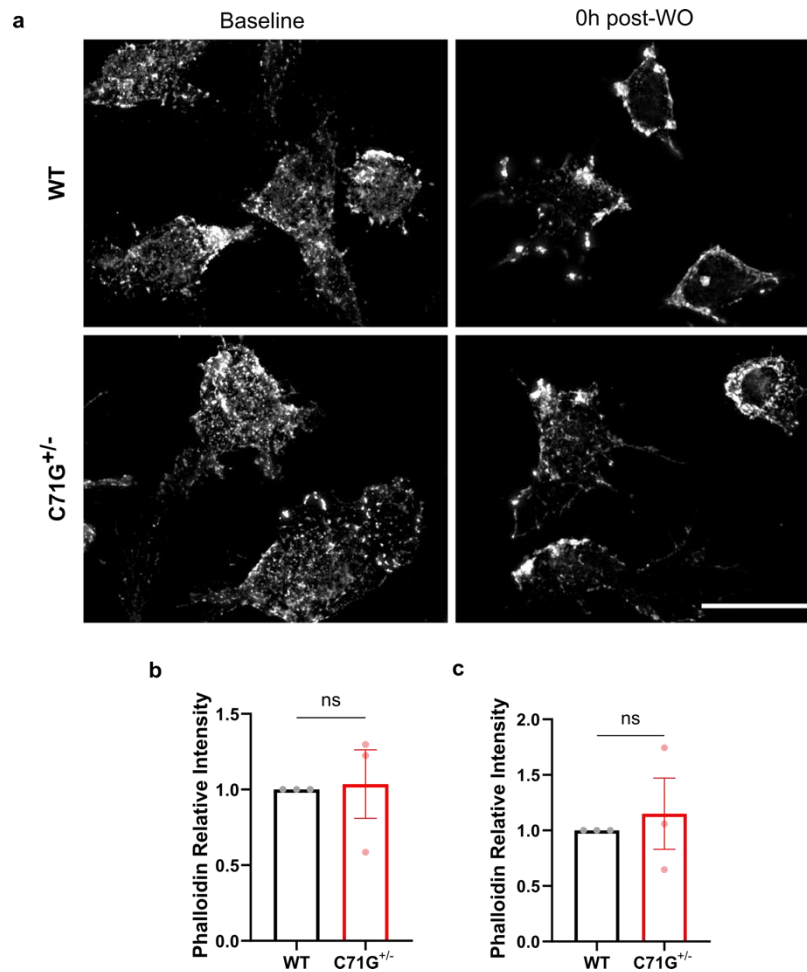 a
Baseline
0h post-WO
WT
C71G+/-
b
ns
Phalloidin Relative Intensity
1.5
1.0
0.5
0.0
WT
C71G+/-
c
ns
Phalloidin Relative Intensity
2.0
1.5
1.0
0.5
0.0
WT
C71G+/-